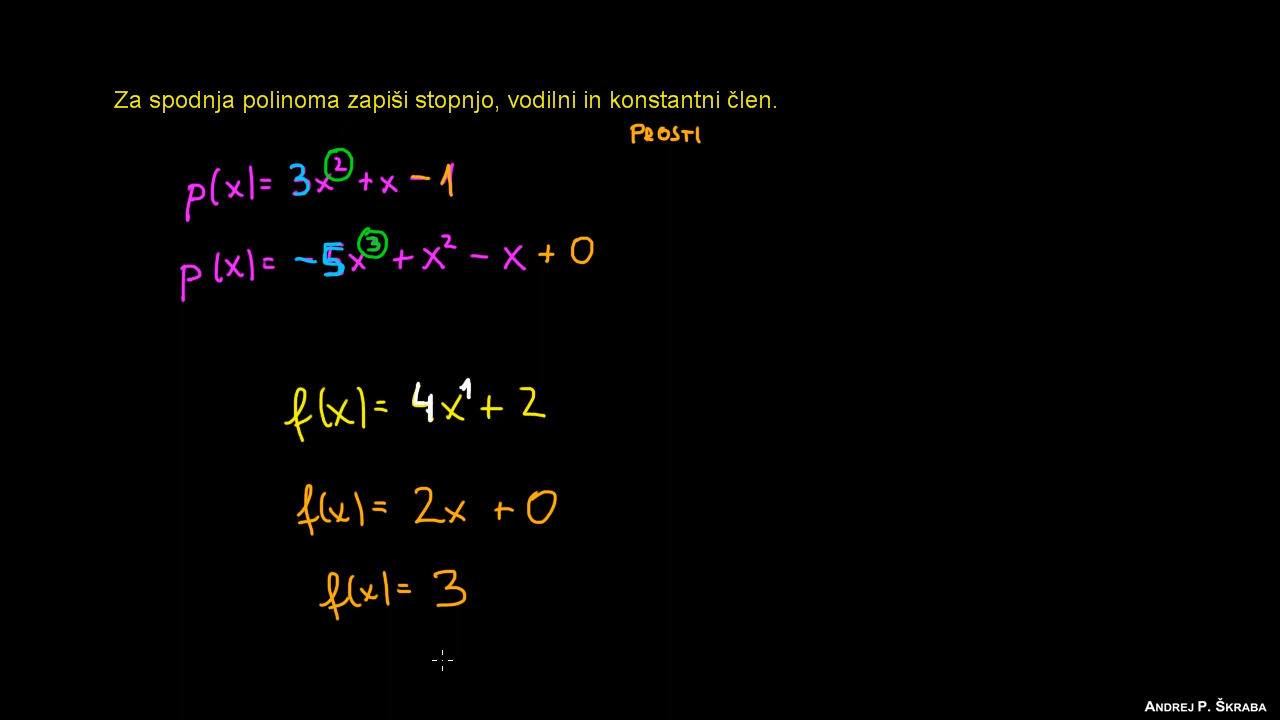 Za spodnja polinoma zapiši stopnjo, vodilni in konstantni člen.
PROSTI
p(x)= 3x² + x - 1
p(x)= -5x³ + x² - x + 0
f(x)= 4x¹ + 2
f(x)= 2x + 0
f(x)= 3
ANDREJ P. ŠKRABA